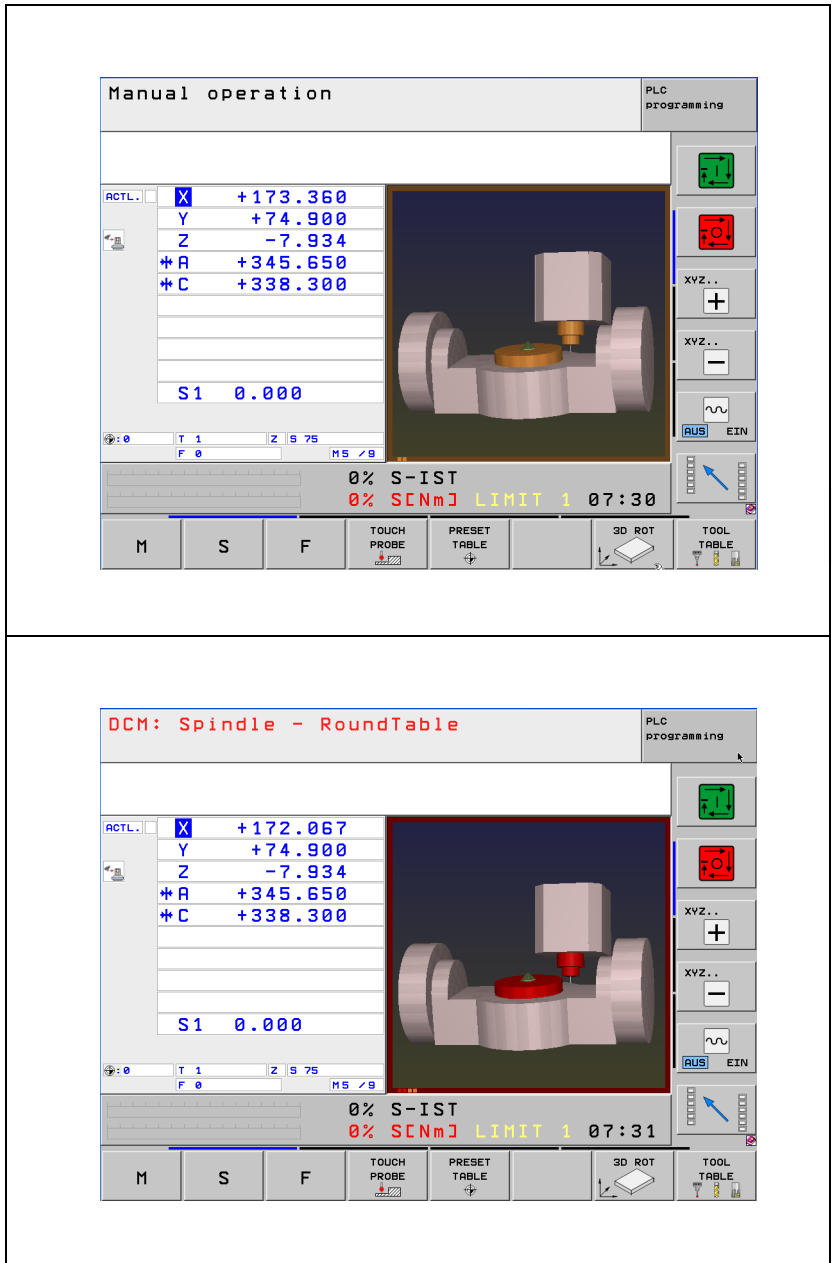 Manual operation
PLC
programming
ACTL. X +173.360
Y +74.900
Z -7.934
A +345.650
C +338.300
S1 0.000
:0 T 1 Z S 75
F 0 M5 /9
XYZ..
+
XYZ..
-
AUS EIN
0% S-IST
0% S[Nm] LIMIT 1 07:30
M S F TOUCH PROBE PRESET TABLE 3D ROT TOOL TABLE
DCM: Spindle - RoundTable
PLC
programming
ACTL. X +172.067
Y +74.900
Z -7.934
A +345.650
C +338.300
S1 0.000
:0 T 1 Z S 75
F 0 M5 /9
XYZ..
+
XYZ..
-
AUS EIN
0% S-IST
0% S[Nm] LIMIT 1 07:31
M S F TOUCH PROBE PRESET TABLE 3D ROT TOOL TABLE